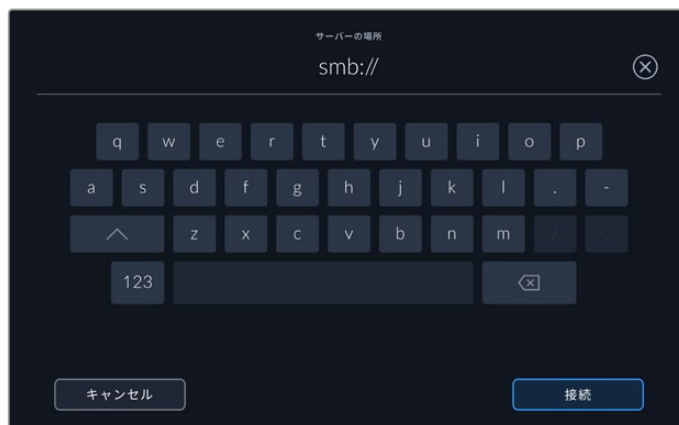 サーバーの場所
smb://
q w e r t y u i o p
a s d f g h j k l . -
z x c v b n m /
123
キャンセル 接続